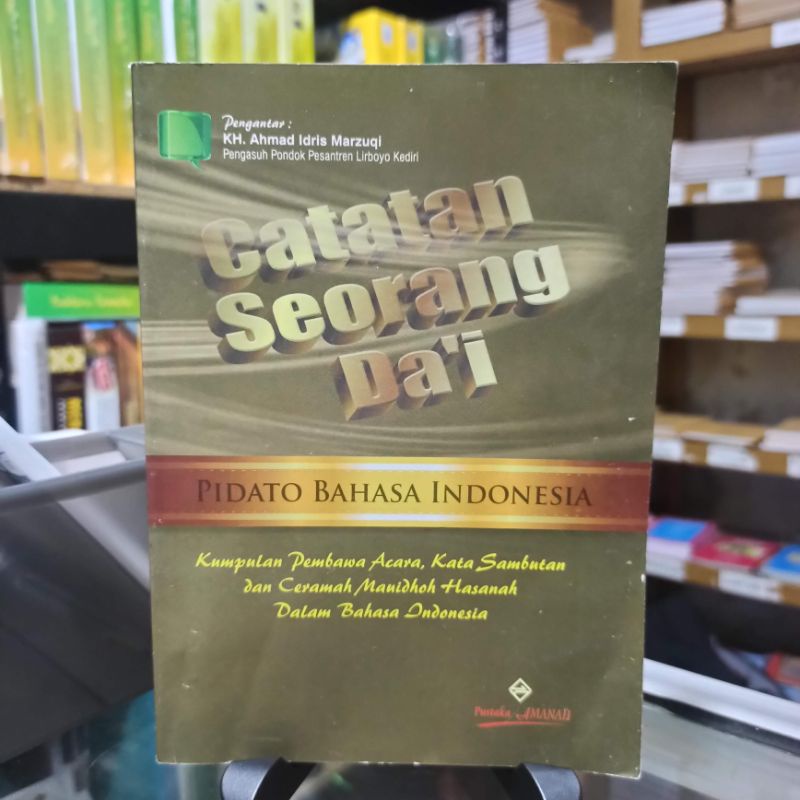 Pengantar :
KH. Ahmad Idris Marzuqi
Pengasuh Pondok Pesantren Lirboyo Kediri
Catatan
Seorang
Da'i
PIDATO BAHASA INDONESIA
Kumpulan Pembawa Acara, Kata Sambutan
dan Ceramah Mauidhoh Hasanah
Dalam Bahasa Indonesia
Pustaka AMANAH